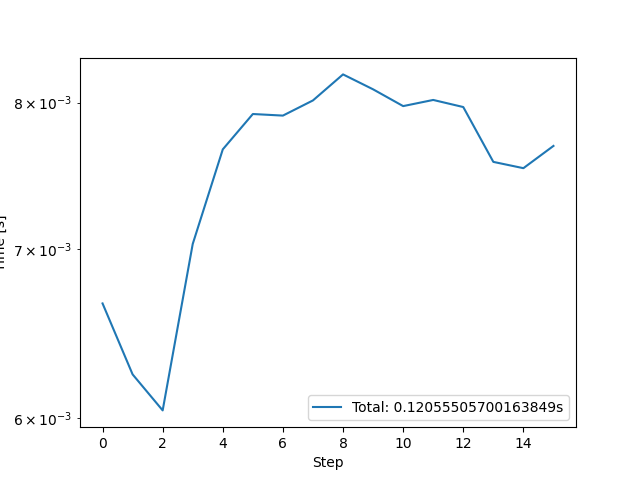 8 × 10⁻³
7 × 10⁻³
6 × 10⁻³
Time [s]
Total: 0.12055505700163849s
0 2 4 6 8 10 12 14
Step